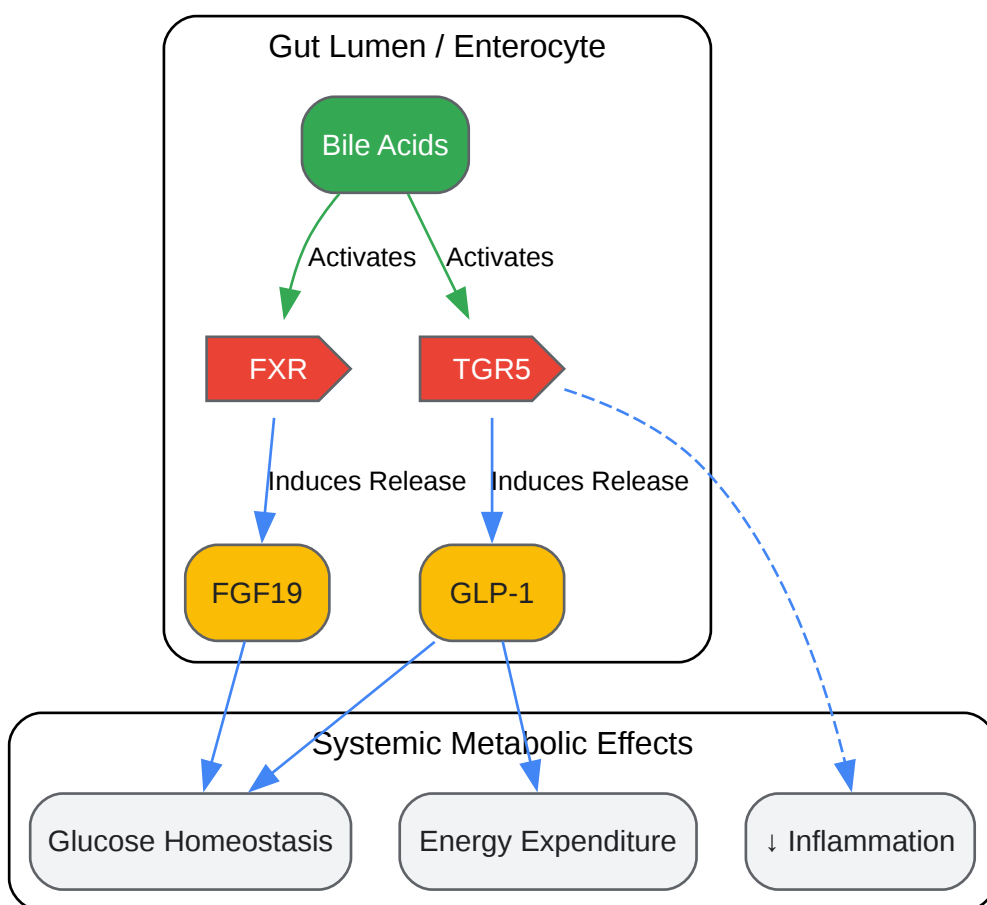 Gut Lumen / Enterocyte
Bile Acids
Activates
Activates
FXR
TGR5
Induces Release
Induces Release
FGF19
GLP-1
Systemic Metabolic Effects
Glucose Homeostasis
Energy Expenditure
↓ Inflammation